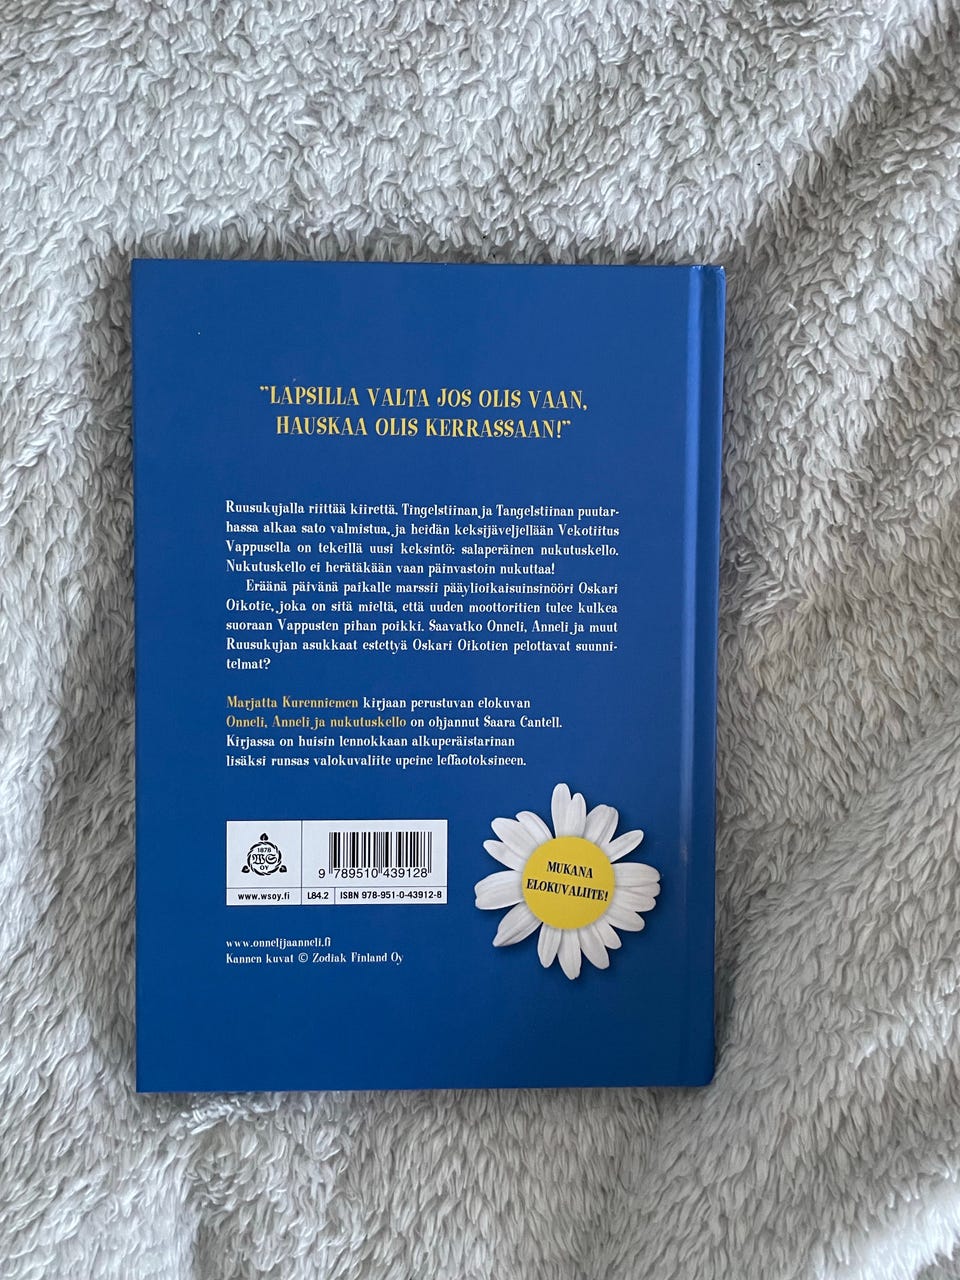 ”LAPSILLA VALTA JOS OLIS VAAN,
HAUSKAA OLIS KERRASSAAN!”
Ruusukujalla riittää kiirettä. Tingelstiinan ja Tangelstiinan puutar-
hassa alkaa sato valmistua, ja heidän keksijäveljellään Vekotiitus
Vappusella on tekeillä uusi keksintö: salaperäinen nukutuskello.
Nukutuskello ei herätäkään vaan päinvastoin nukuttaa!
Eräänä päivänä paikalle marssii pääylioikaisuinsinööri Oskari
Oikotie, joka on sitä mieltä, että uuden moottoritien tulee kulkea
suoraan Vappusten pihan poikki. Saavatko Onneli, Anneli ja muut
Ruusukujan asukkaat estettyä Oskari Oikotien pelottavat suunni-
telmat?
Marjatta Kurenniemen kirjaan perustuvan elokuvan
Onneli, Anneli ja nukutuskello on ohjannut Saara Cantell.
Kirjassa on huisin lennokkaan alkuperäistarinan
lisäksi runsas valokuvaliite upeine leffaotoksineen.
MUKANA
ELOKUVALIITE!
1878
WS
OY
9 789510 439128
www.wsoy.fi L84.2 ISBN 978-951-0-43912-8
www.onnelijaanneli.fi
Kannen kuvat © Zodiak Finland Oy